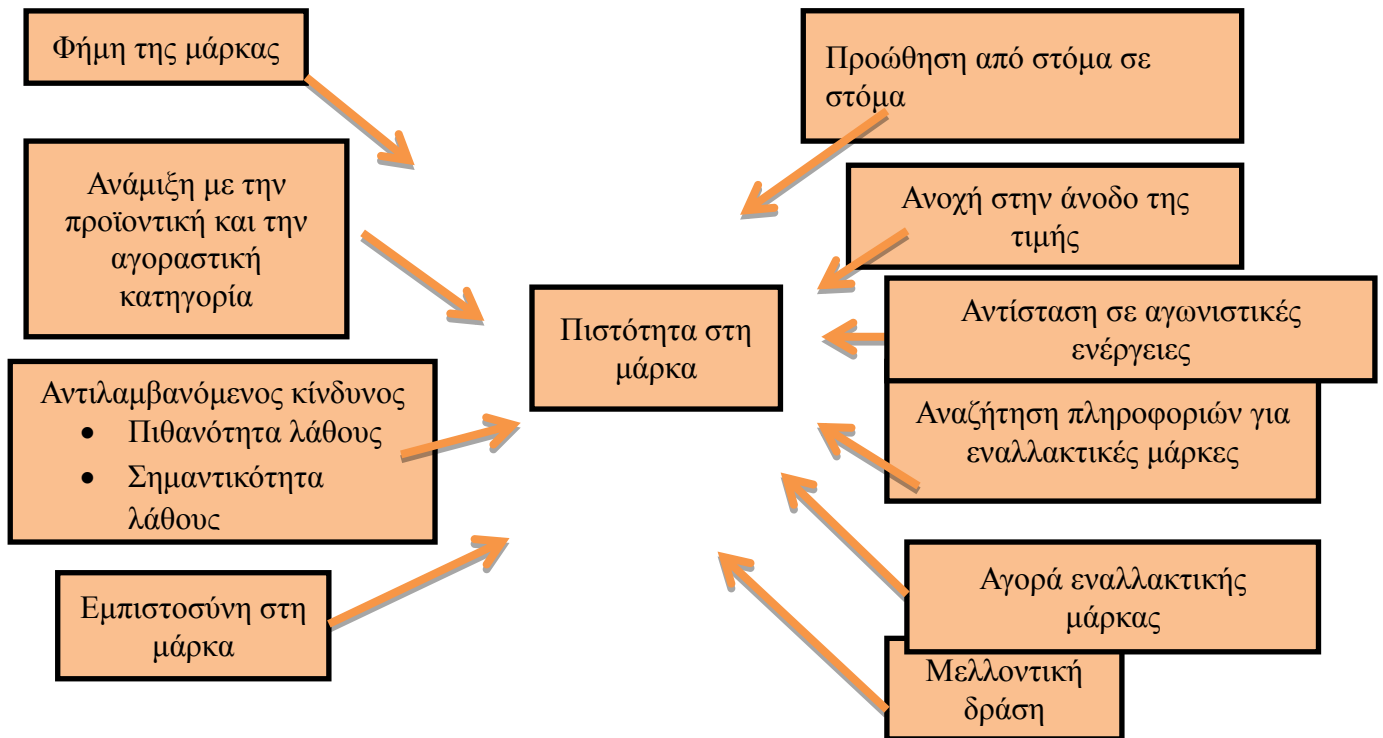 Φήμη της μάρκας
Ανάμιξη με την
προϊοντική και την
αγοραστική
κατηγορία
Αντιλαμβανόμενος κίνδυνος
• Πιθανότητα λάθους
• Σημαντικότητα
λάθους
Εμπιστοσύνη στη
μάρκα
Πιστότητα στη
μάρκα
Προώθηση από στόμα σε
στόμα
Ανοχή στην άνοδο της
τιμής
Αντίσταση σε αγωνιστικές
ενέργειες
Αναζήτηση πληροφοριών για
εναλλακτικές μάρκες
Αγορά εναλλακτικής
μάρκας
Μελλοντική
δράση